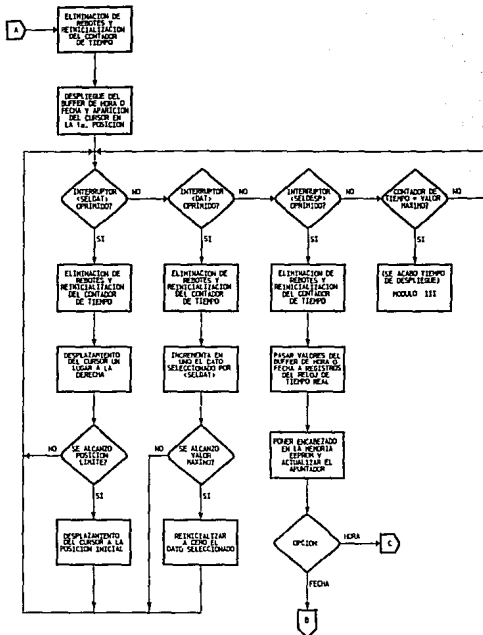 A
ELIMINACION DE
REBOTES Y
REINICIALIZACION
DEL CONTADOR
DE TIEMPO
DESPLIEGUE DEL
BUFFER DE HORA O
FECHA Y APARICION
DEL CURSOR EN
LA 1a. POSICION
INTERRUPTOR
<SELDAT>
OPRIMIDO?
NO
INTERRUPTOR
<DAT>
OPRIMIDO?
NO
INTERRUPTOR
<SELDESP>
OPRIMIDO?
NO
CONTADOR DE
TIEMPO = VALOR
MAXIMO?
NO
SI
SI
SI
SI
ELIMINACION DE
REBOTES Y
REINICIALIZACION
DEL CONTADOR
DE TIEMPO
ELIMINACION DE
REBOTES Y
REINICIALIZACION
DEL CONTADOR
DE TIEMPO
ELIMINACION DE
REBOTES Y
REINICIALIZACION
DEL CONTADOR
DE TIEMPO
(SE ACABO TIEMPO
DE DESPLIEGUE)
MODULO III
DESPLAZAMIENTO
DEL CURSOR UN
LUGAR A LA
DERECHA
INCREMENTA EN
UNO EL DATO
SELECCIONADO POR
<SELDAT>
PASAR VALORES DEL
BUFFER DE HORA O
FECHA A REGISTROS
DEL RELOJ DE
TIEMPO REAL
NO
SE ALCANZO
POSICION
LIMITE?
NO
SE ALCANZO
VALOR
MAXIMO?
PONER ENCABEZADO
EN LA MEMORIA
EEPROM Y
ACTUALIZAR EL
APUNTADOR
SI
SI
DESPLAZAMIENTO
DEL CURSOR A LA
POSICION INICIAL
REINICIALIZAR
A CERO EL
DATO SELECCIONADO
OPCION
HORA
C
FECHA